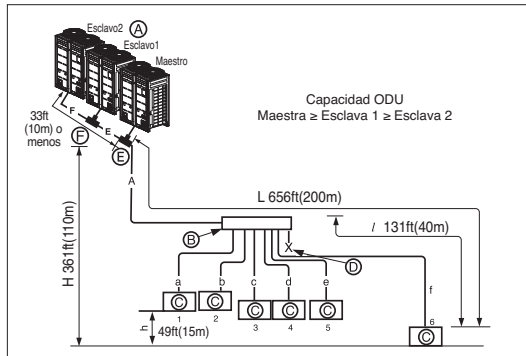 Esclavo2
A
Esclavo1
Maestro
Capacidad ODU
Maestra ≥ Esclava 1 ≥ Esclava 2
F
33ft
(10m) o
menos
F
E
E
A
L 656ft(200m)
H 361ft(110m)
B
l 131ft(40m)
X
D
a
b
c
d
e
f
C
C
C
C
C
C
1
2
3
4
5
6
h
49ft(15m)